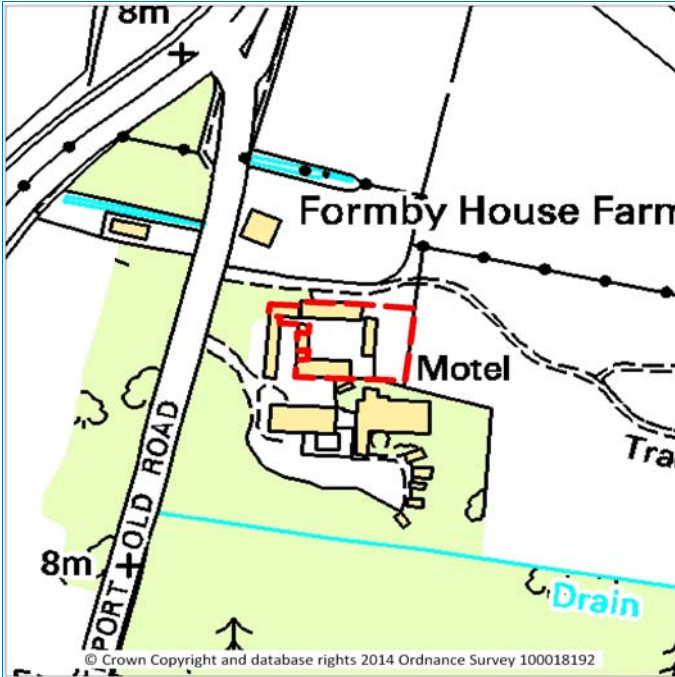 8m
Formby House Farm
Motel
PORT OLD ROAD
8m
Drain
© Crown Copyright and database rights 2014 Ordnance Survey 100018192